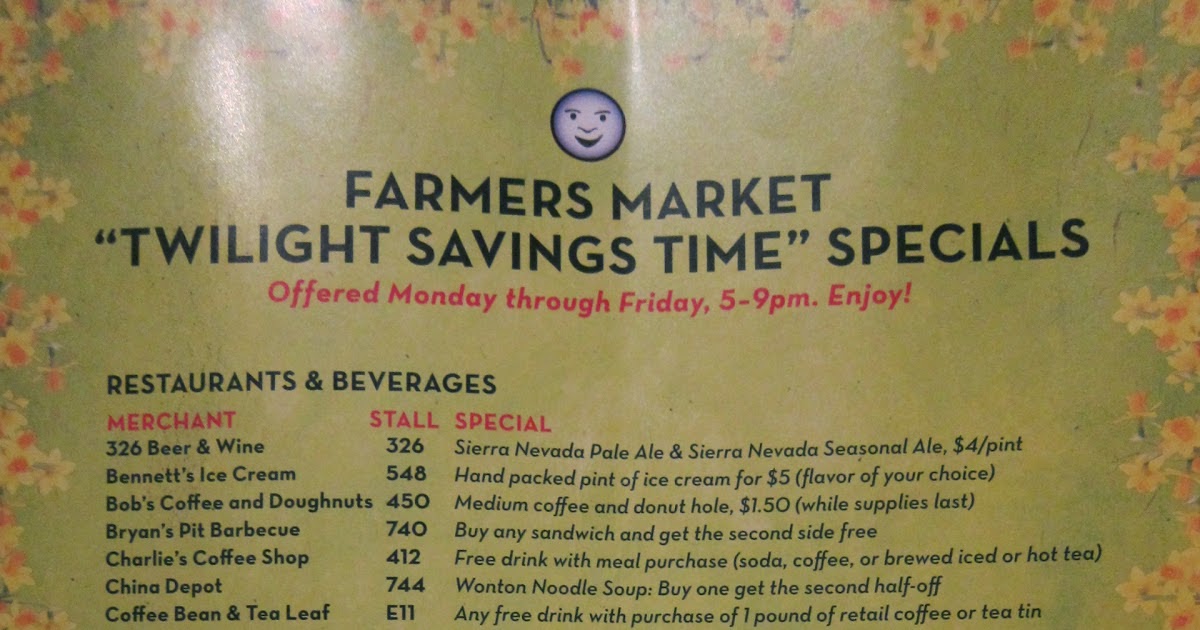 FARMERS MARKET
“TWILIGHT SAVINGS TIME” SPECIALS
Offered Monday through Friday, 5-9pm. Enjoy!
RESTAURANTS & BEVERAGES
MERCHANT STALL SPECIAL
326 Beer & Wine 326 Sierra Nevada Pale Ale & Sierra Nevada Seasonal Ale, $4/pint
Bennett's Ice Cream 548 Hand packed pint of ice cream for $5 (flavor of your choice)
Bob's Coffee and Doughnuts 450 Medium coffee and donut hole, $1.50 (while supplies last)
Bryan's Pit Barbecue 740 Buy any sandwich and get the second side free
Charlie's Coffee Shop 412 Free drink with meal purchase (soda, coffee, or brewed iced or hot tea)
China Depot 744 Wonton Noodle Soup: Buy one get the second half-off
Coffee Bean & Tea Leaf E11 Any free drink with purchase of 1 pound of retail coffee or tea tin